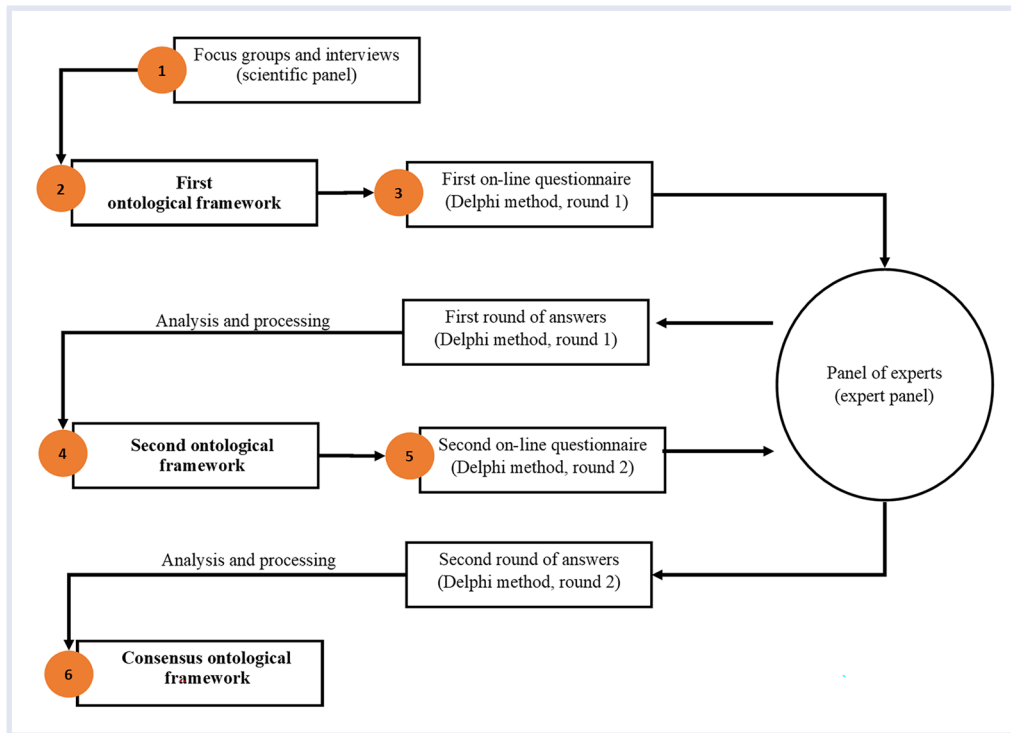 1
Focus groups and interviews
(scientific panel)
2
First
ontological framework
3
First on-line questionnaire
(Delphi method, round 1)
Analysis and processing
First round of answers
(Delphi method, round 1)
Panel of experts
(expert panel)
4
Second ontological
framework
5
Second on-line questionnaire
(Delphi method, round 2)
Analysis and processing
Second round of answers
(Delphi method, round 2)
6
Consensus ontological
framework